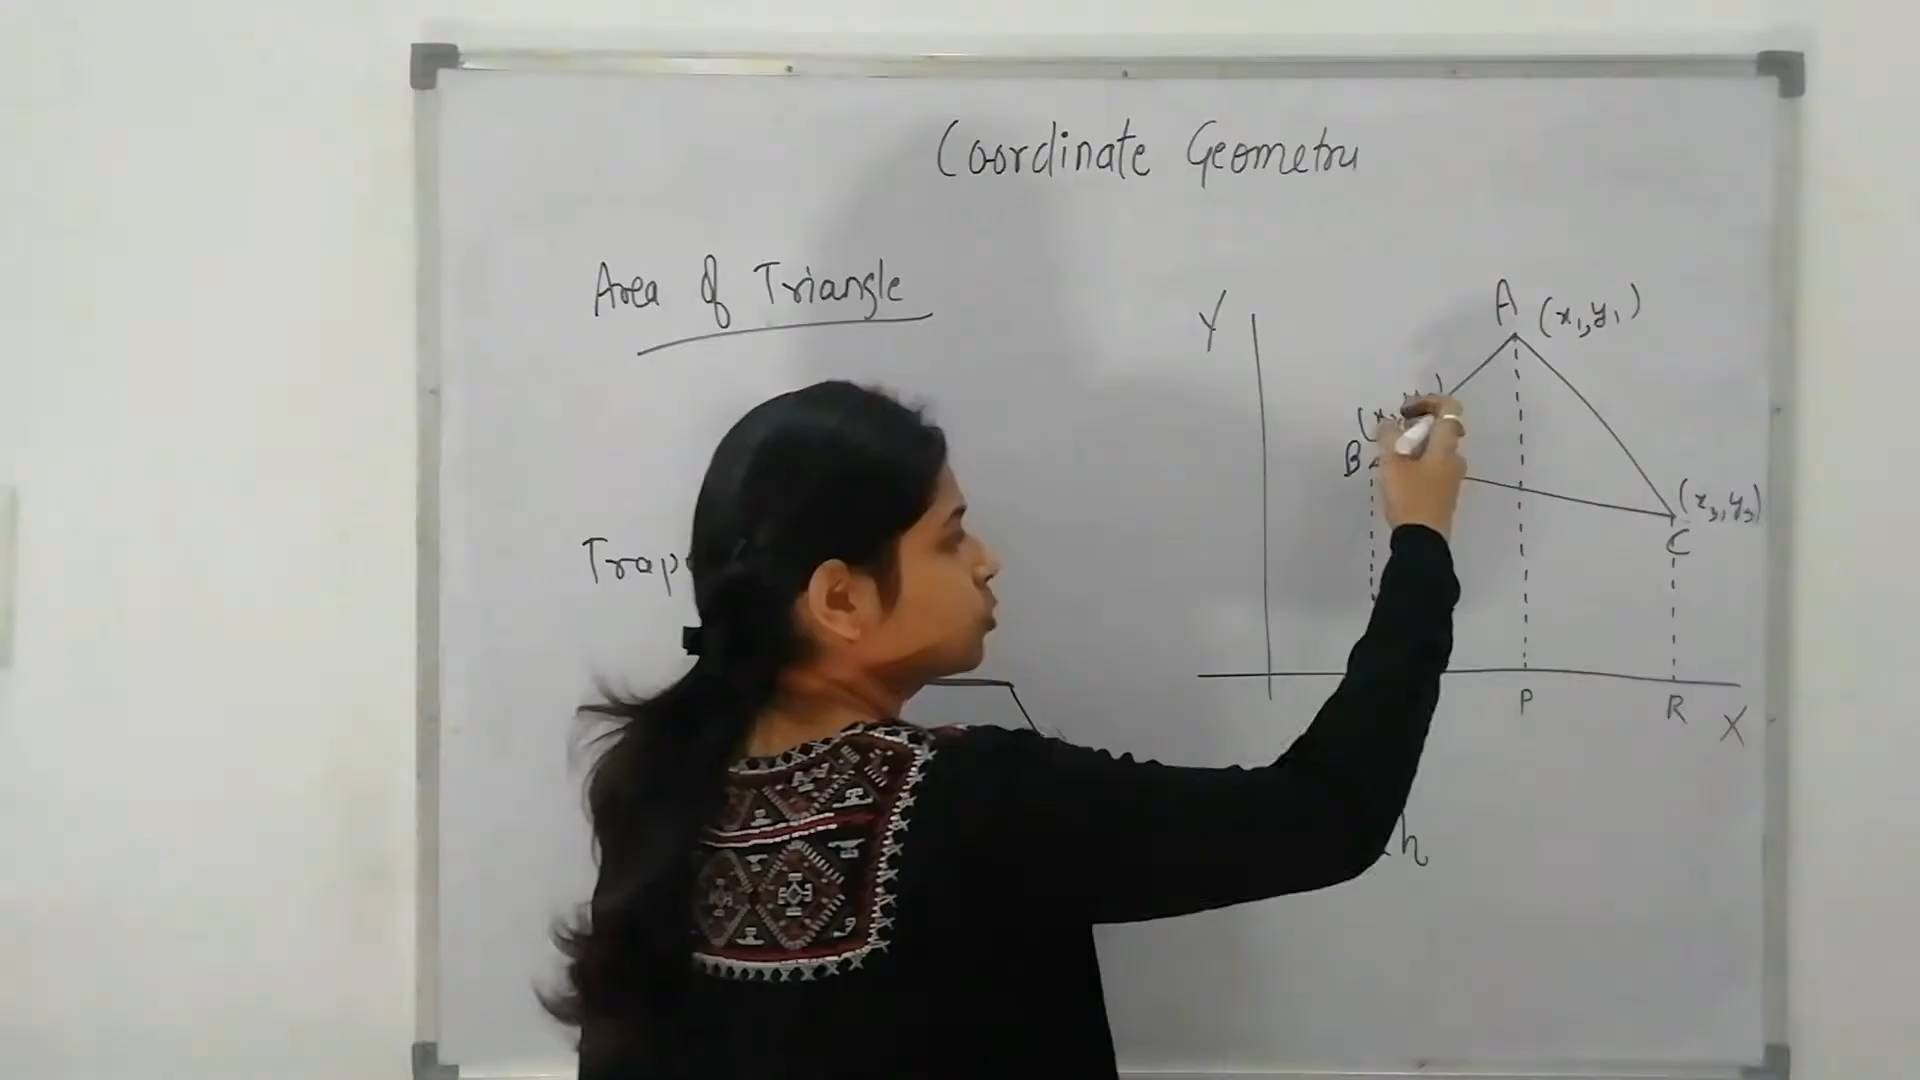 Coordinate Geometry
Area of Triangle
Y
A (x₁,y₁)
B
(x₃,y₃)
C
Trap
P
R
X
h